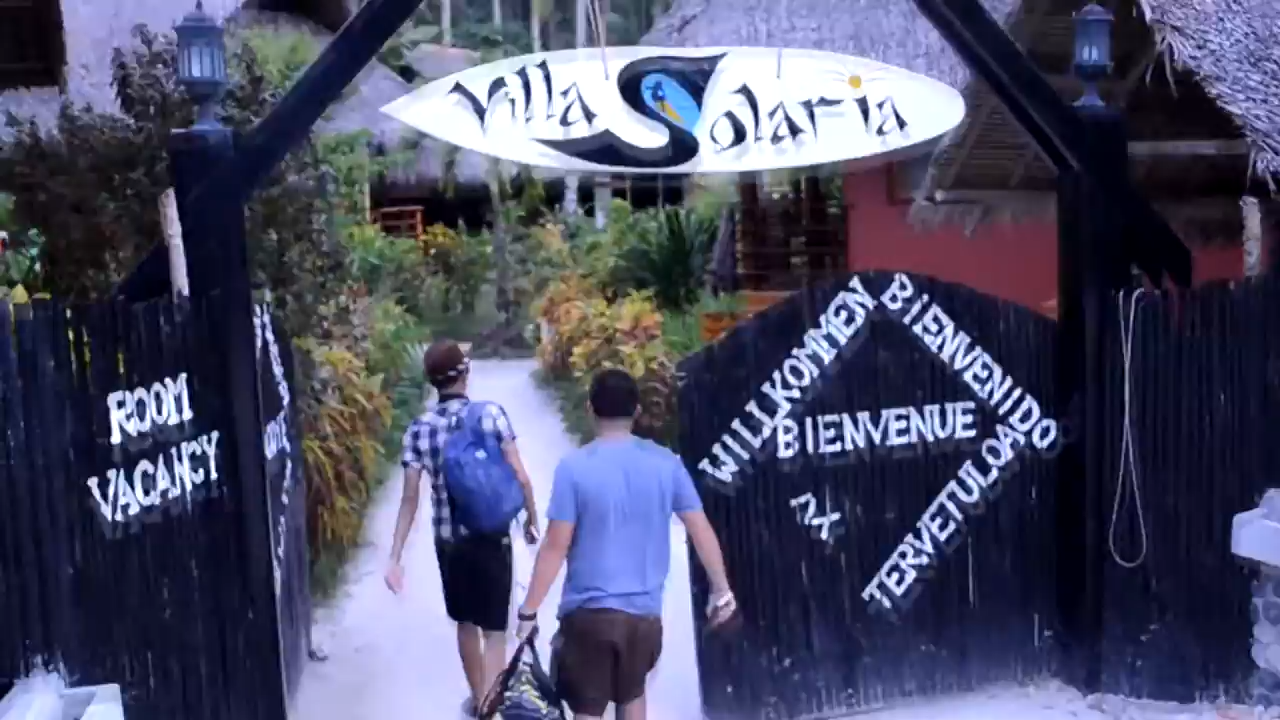 Villa Solaria
ROOM
VACANCY
WILLKOMMEN
BiENVENIDO
BIENVENUE
TERVETULOA